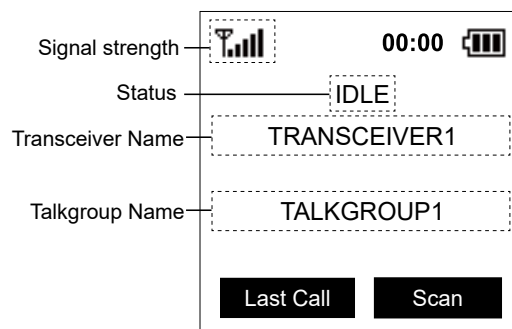 Signal strength
00:00
Status
IDLE
Transceiver Name
TRANSCEIVER1
Talkgroup Name
TALKGROUP1
Last Call
Scan